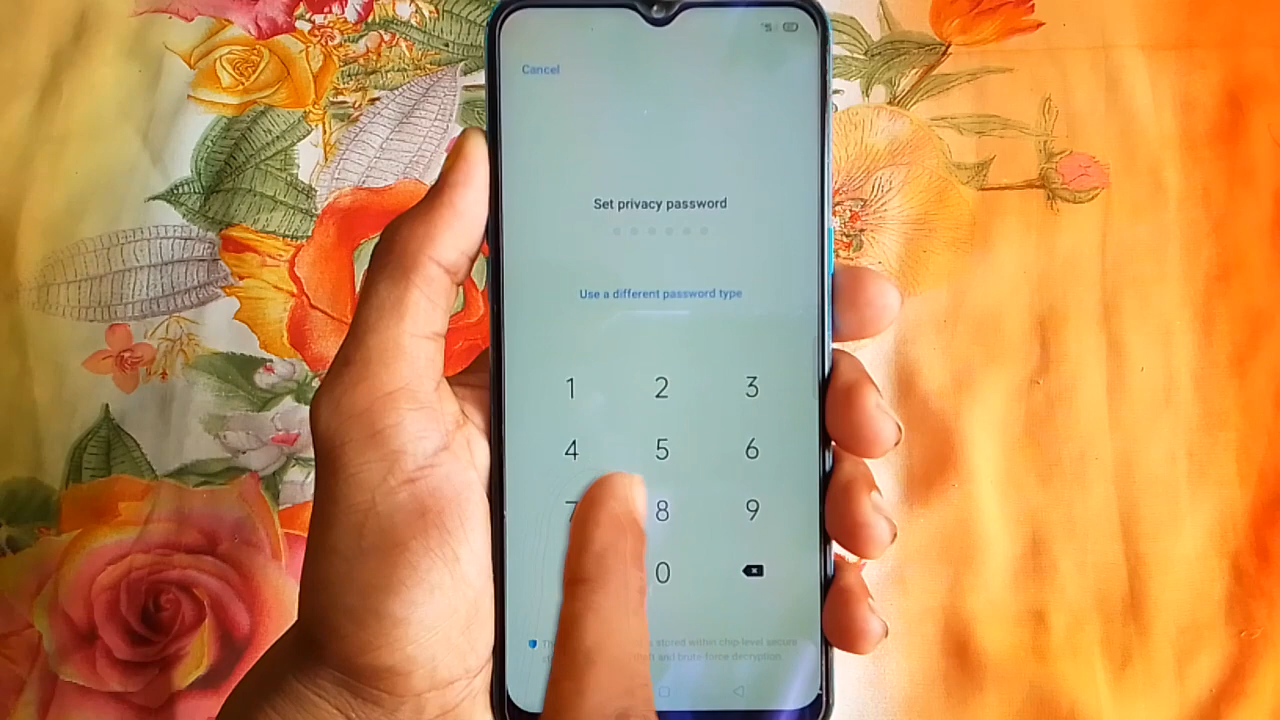 Cancel
Set privacy password
Use a different password type
1 2 3
4 5 6
7 8 9
0
stored within chip-level secure
and brute-force decryption